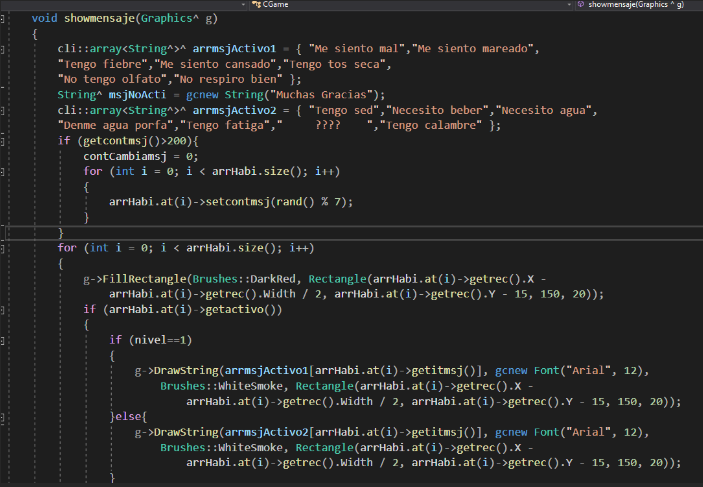 CGame showmensaje(Graphics^ g)
void showmensaje(Graphics^ g)
{
cli::array<String^>^ arrmsjActivo1 = { "Me siento mal","Me siento mareado",
"Tengo fiebre","Me siento cansado","Tengo tos seca",
"No tengo olfato","No respiro bien" };
String^ msjNoActi = gcnew String("Muchas Gracias");
cli::array<String^>^ arrmsjActivo2 = { "Tengo sed","Necesito beber","Necesito agua",
"Denme agua porfa","Tengo fatiga","     ????    ","Tengo calambre" };
if (getcontmsj()>200){
contCambiamsj = 0;
for (int i = 0; i < arrHabi.size(); i++)
{
arrHabi.at(i)->setcontmsj(rand() % 7);
}
}
for (int i = 0; i < arrHabi.size(); i++)
{
g->FillRectangle(Brushes::DarkRed, Rectangle(arrHabi.at(i)->getrec().X -
arrHabi.at(i)->getrec().Width / 2, arrHabi.at(i)->getrec().Y - 15, 150, 20));
if (arrHabi.at(i)->getactivo())
{
if (nivel==1)
{
g->DrawString(arrmsjActivo1[arrHabi.at(i)->getitmsj()], gcnew Font("Arial", 12),
Brushes::WhiteSmoke, Rectangle(arrHabi.at(i)->getrec().X -
arrHabi.at(i)->getrec().Width / 2, arrHabi.at(i)->getrec().Y - 15, 150, 20));
}else{
g->DrawString(arrmsjActivo2[arrHabi.at(i)->getitmsj()], gcnew Font("Arial", 12),
Brushes::WhiteSmoke, Rectangle(arrHabi.at(i)->getrec().X -
arrHabi.at(i)->getrec().Width / 2, arrHabi.at(i)->getrec().Y - 15, 150, 20));
}